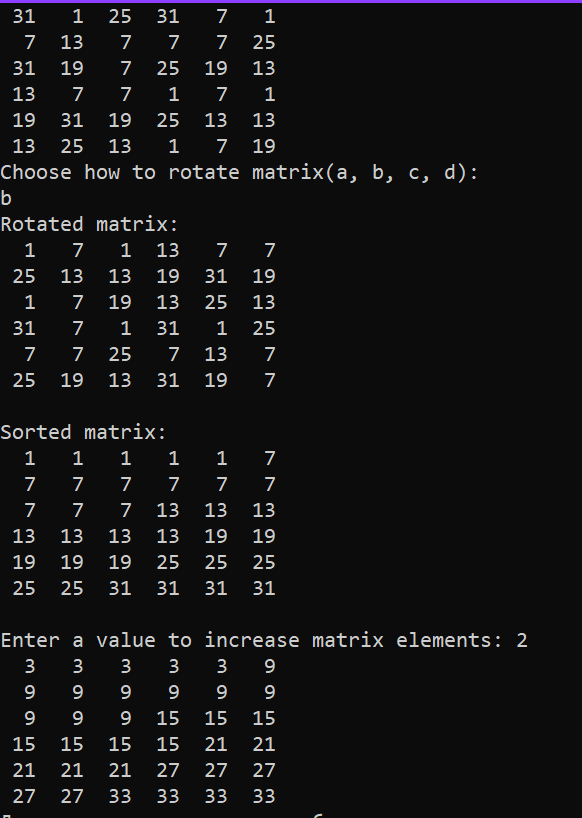 31 1 25 31 7 1
7 13 7 7 7 25
31 19 7 25 19 13
13 7 7 1 7 1
19 31 19 25 13 13
13 25 13 1 7 19
Choose how to rotate matrix(a, b, c, d):
b
Rotated matrix:
1 7 1 13 7 7
25 13 13 19 31 19
1 7 19 13 25 13
31 7 1 31 1 25
7 7 25 7 13 7
25 19 13 31 19 7
Sorted matrix:
1 1 1 1 1 7
7 7 7 7 7 7
7 7 7 13 13 13
13 13 13 13 19 19
19 19 19 25 25 25
25 25 31 31 31 31
Enter a value to increase matrix elements: 2
3 3 3 3 3 9
9 9 9 9 9 9
9 9 9 15 15 15
15 15 15 15 21 21
21 21 21 27 27 27
27 27 33 33 33 33